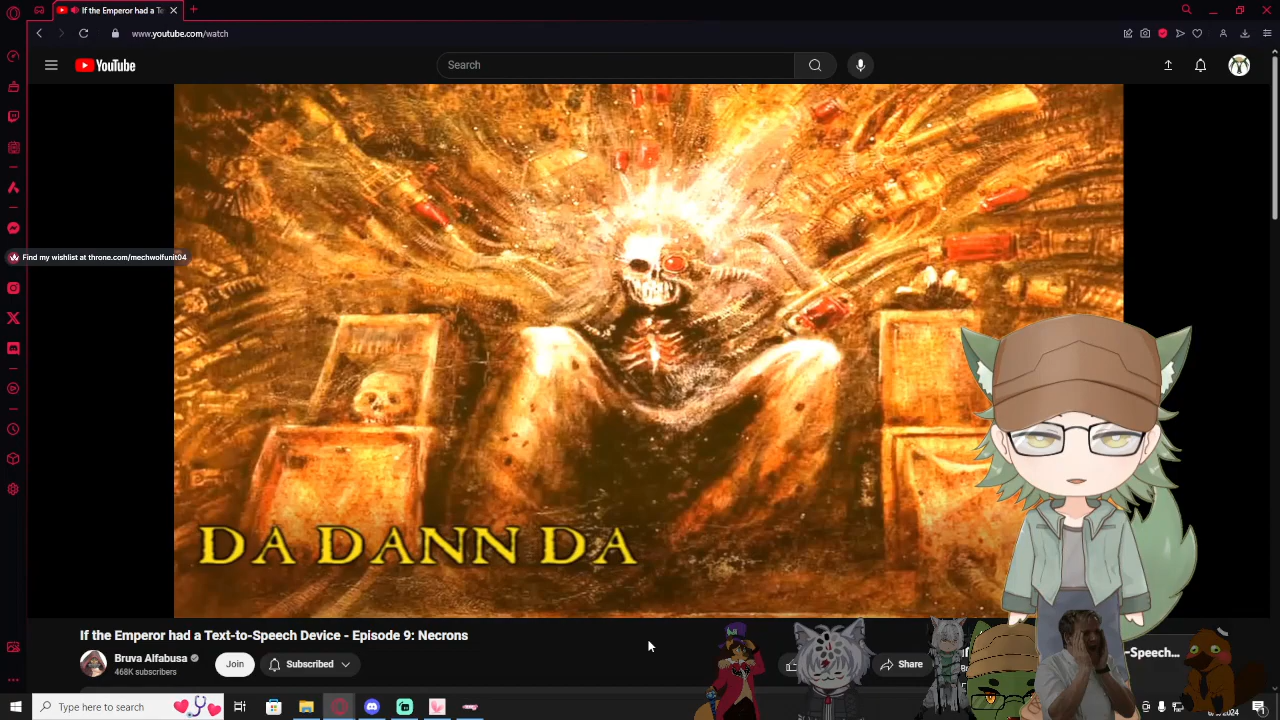 If the Emperor had a Te
www.youtube.com/watch
YouTube
Search
Find my wishlist at throne.com/mechwolfunit04
DA DANN DA
If the Emperor had a Text-to-Speech Device - Episode 9: Necrons
Bruva Alfabusa
468K subscribers
Join
Subscribed
Share
-Speech...
Type here to search
2024